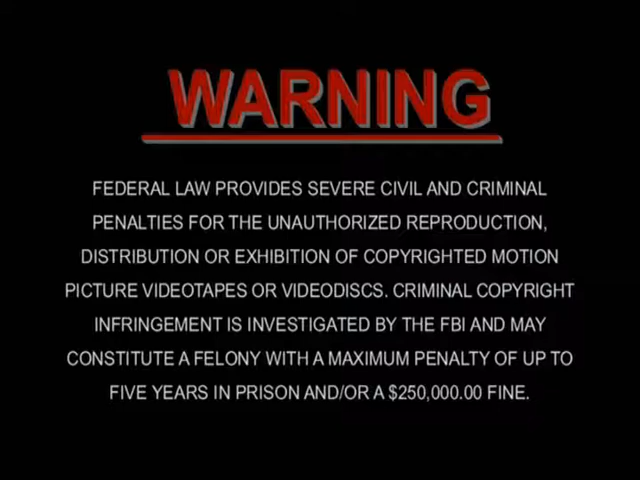 WARNING
FEDERAL LAW PROVIDES SEVERE CIVIL AND CRIMINAL
PENALTIES FOR THE UNAUTHORIZED REPRODUCTION,
DISTRIBUTION OR EXHIBITION OF COPYRIGHTED MOTION
PICTURE VIDEOTAPES OR VIDEODISCS. CRIMINAL COPYRIGHT
INFRINGEMENT IS INVESTIGATED BY THE FBI AND MAY
CONSTITUTE A FELONY WITH A MAXIMUM PENALTY OF UP TO
FIVE YEARS IN PRISON AND/OR A $250,000.00 FINE.